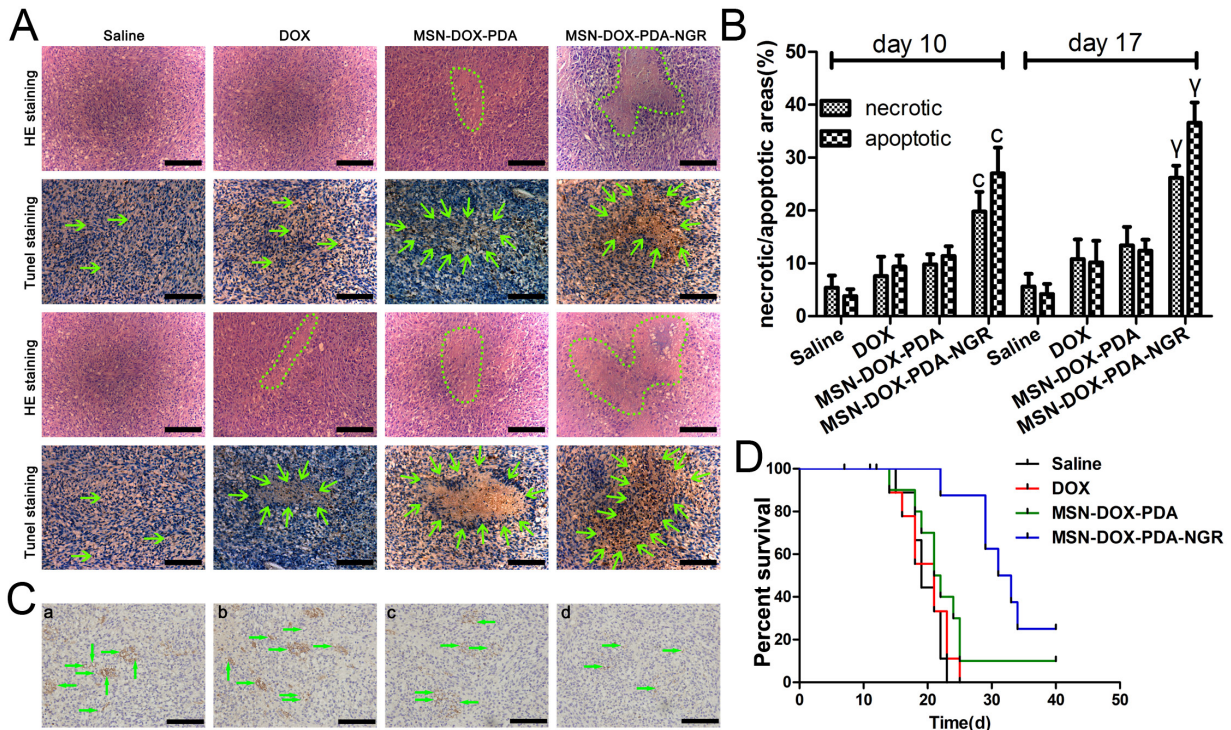 A
Saline
DOX
MSN-DOX-PDA
MSN-DOX-PDA-NGR
HE staining
Tunel staining
HE staining
Tunel staining
B
necrotic/apoptotic areas(%)
50
40
30
20
10
0
day 10
day 17
necrotic
apoptotic
c
c
γ
γ
Saline
DOX
MSN-DOX-PDA
MSN-DOX-PDA-NGR
Saline
DOX
MSN-DOX-PDA
MSN-DOX-PDA-NGR
C
a
b
c
d
D
Percent survival
100
80
60
40
20
0
0
10
20
30
40
50
Time(d)
Saline
DOX
MSN-DOX-PDA
MSN-DOX-PDA-NGR